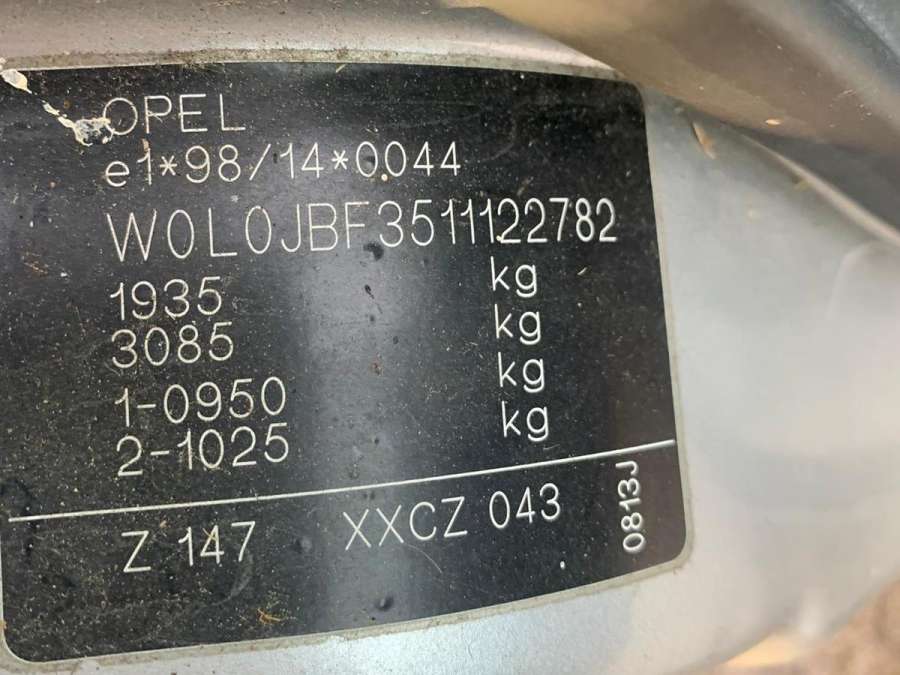 OPEL
e1*98/14*0044
W0L0JBF3511122782
1935 kg
3085 kg
1-0950 kg
2-1025 kg
Z 147 XXCZ 043
0813J